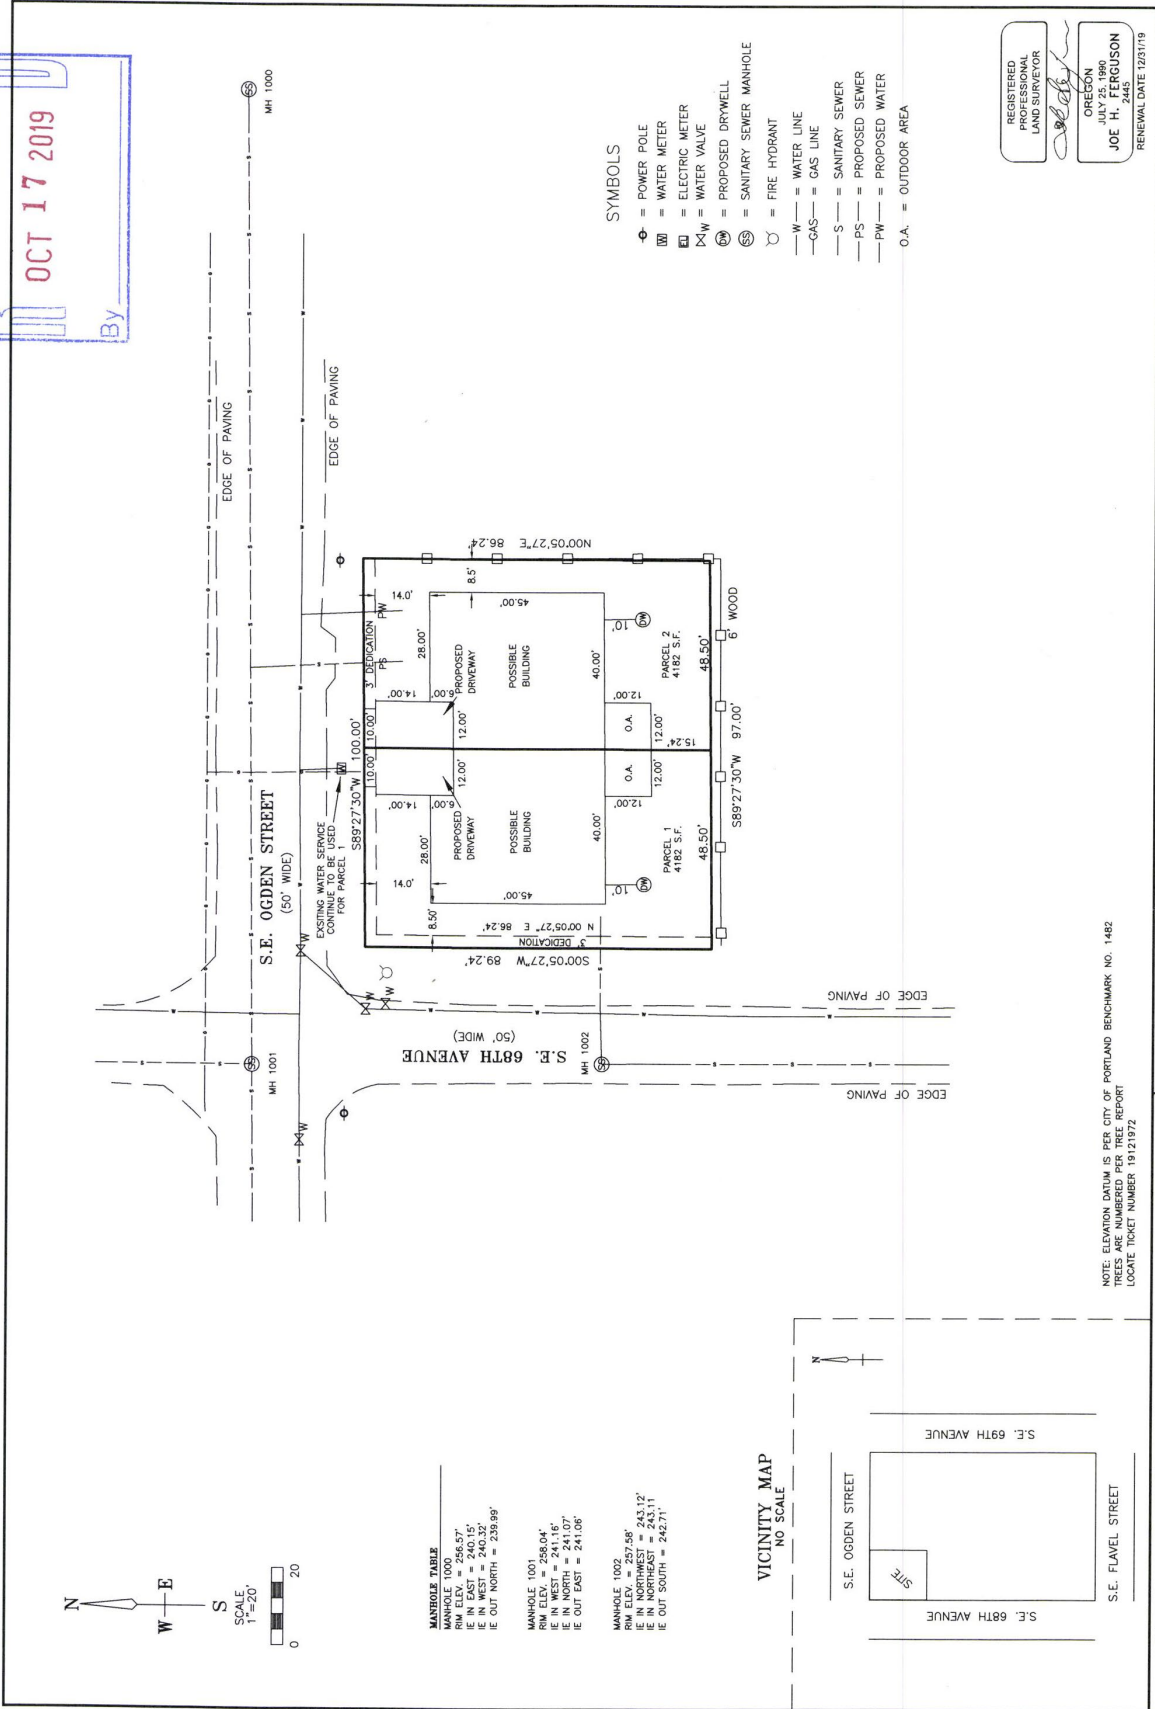 OCT 17 2019
By
N
W
E
S
SCALE
1"=20'
0
20
MH 1000
EDGE OF PAVING
EDGE OF PAVING
S.E. OGDEN STREET
(50' WIDE)
EXSITING WATER SERVICE
CONTINUE TO BE USED
FOR PARCEL 1
S89°27'30"W 100.00'
W
W
W
W
W
MH 1001
S.E. 68TH AVENUE
(50' WIDE)
MH 1002
EDGE OF PAVING
EDGE OF PAVING
S00°05'27"W 89.24'
3' DEDICATION
N 00°05'27" E 86.24'
8.50'
14.0'
28.00'
14.00'
6.00'
10.00'
10.00'
PROPOSED
DRIVEWAY
12.00'
POSSIBLE
BUILDING
45.00'
40.00'
10'
DW
PARCEL 1
4182 S.F.
48.50'
12.00'
O.A.
12.00'
15.24'
3' DEDICATION
PS
PW
14.00'
6.00'
28.00'
14.0'
8.5'
PROPOSED
DRIVEWAY
12.00'
POSSIBLE
BUILDING
45.00'
40.00'
10'
DW
PARCEL 2
4182 S.F.
48.50'
12.00'
O.A.
12.00'
N00°05'27"E 86.24'
S89°27'30"W 97.00'
6' WOOD
SYMBOLS
= POWER POLE
W = WATER METER
EL = ELECTRIC METER
W = WATER VALVE
DW = PROPOSED DRYWELL
SS = SANITARY SEWER MANHOLE
= FIRE HYDRANT
W = WATER LINE
GAS = GAS LINE
S = SANITARY SEWER
PS = PROPOSED SEWER
PW = PROPOSED WATER
O.A. = OUTDOOR AREA
REGISTERED
PROFESSIONAL
LAND SURVEYOR
OREGON
JULY 25, 1990
JOE H. FERGUSON
2445
RENEWAL DATE 12/31/19
MANHOLE TABLE
MANHOLE 1000
RIM ELEV. = 256.57'
IE IN EAST = 240.15'
IE IN WEST = 240.32'
IE OUT NORTH = 239.99'
MANHOLE 1001
RIM ELEV. = 258.04'
IE IN WEST = 241.16'
IE IN NORTH = 241.07'
IE OUT EAST = 241.06'
MANHOLE 1002
RIM ELEV. = 257.58'
IE IN NORTHWEST = 243.12'
IE IN NORTHEAST = 243.11
IE OUT SOUTH = 242.71'
VICINITY MAP
NO SCALE
N
S.E. OGDEN STREET
SITE
S.E. 68TH AVENUE
S.E. 69TH AVENUE
S.E. FLAVEL STREET
NOTE: ELEVATION DATUM IS PER CITY OF PORTLAND BENCHMARK NO. 1482
TREES ARE NUMBERED PER TREE REPORT
LOCATE TICKET NUMBER 19121972